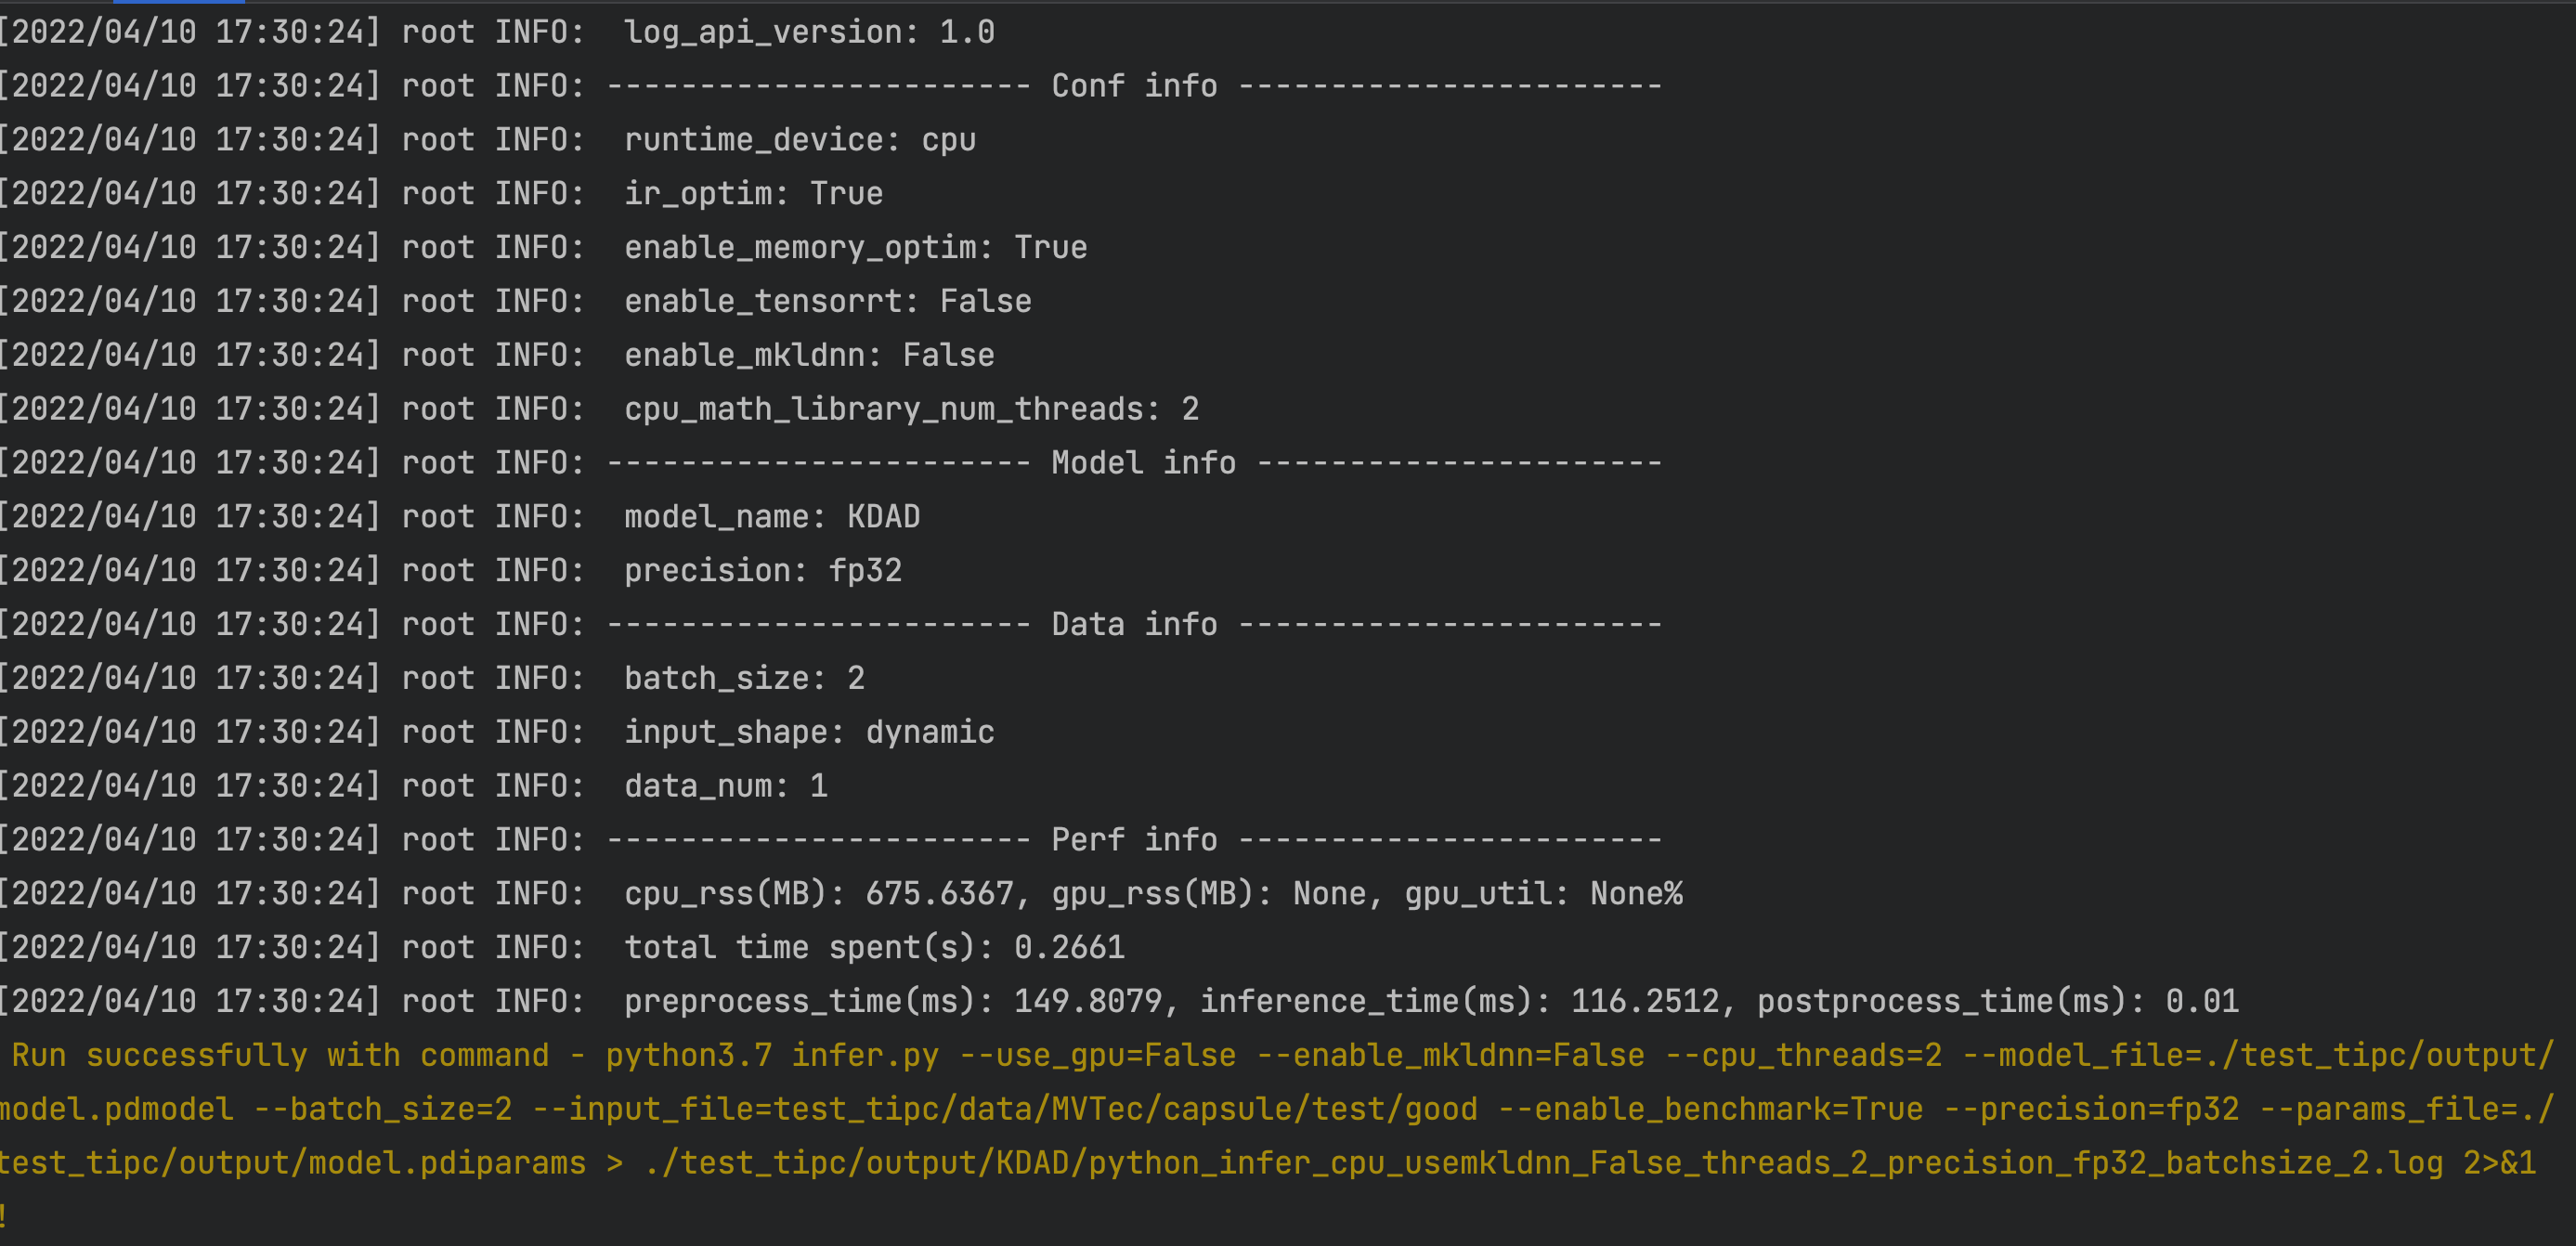 [2022/04/10 17:30:24] root INFO:  log_api_version: 1.0
[2022/04/10 17:30:24] root INFO: ----------------------- Conf info -----------------------
[2022/04/10 17:30:24] root INFO:  runtime_device: cpu
[2022/04/10 17:30:24] root INFO:  ir_optim: True
[2022/04/10 17:30:24] root INFO:  enable_memory_optim: True
[2022/04/10 17:30:24] root INFO:  enable_tensorrt: False
[2022/04/10 17:30:24] root INFO:  enable_mkldnn: False
[2022/04/10 17:30:24] root INFO:  cpu_math_library_num_threads: 2
[2022/04/10 17:30:24] root INFO: ----------------------- Model info ----------------------
[2022/04/10 17:30:24] root INFO:  model_name: KDAD
[2022/04/10 17:30:24] root INFO:  precision: fp32
[2022/04/10 17:30:24] root INFO: ----------------------- Data info -----------------------
[2022/04/10 17:30:24] root INFO:  batch_size: 2
[2022/04/10 17:30:24] root INFO:  input_shape: dynamic
[2022/04/10 17:30:24] root INFO:  data_num: 1
[2022/04/10 17:30:24] root INFO: ----------------------- Perf info -----------------------
[2022/04/10 17:30:24] root INFO:  cpu_rss(MB): 675.6367, gpu_rss(MB): None, gpu_util: None%
[2022/04/10 17:30:24] root INFO:  total time spent(s): 0.2661
[2022/04/10 17:30:24] root INFO:  preprocess_time(ms): 149.8079, inference_time(ms): 116.2512, postprocess_time(ms): 0.01
Run successfully with command - python3.7 infer.py --use_gpu=False --enable_mkldnn=False --cpu_threads=2 --model_file=./test_tipc/output/
model.pdmodel --batch_size=2 --input_file=test_tipc/data/MVTec/capsule/test/good --enable_benchmark=True --precision=fp32 --params_file=./
test_tipc/output/model.pdiparams > ./test_tipc/output/KDAD/python_infer_cpu_usemkldnn_False_threads_2_precision_fp32_batchsize_2.log 2>&1
!